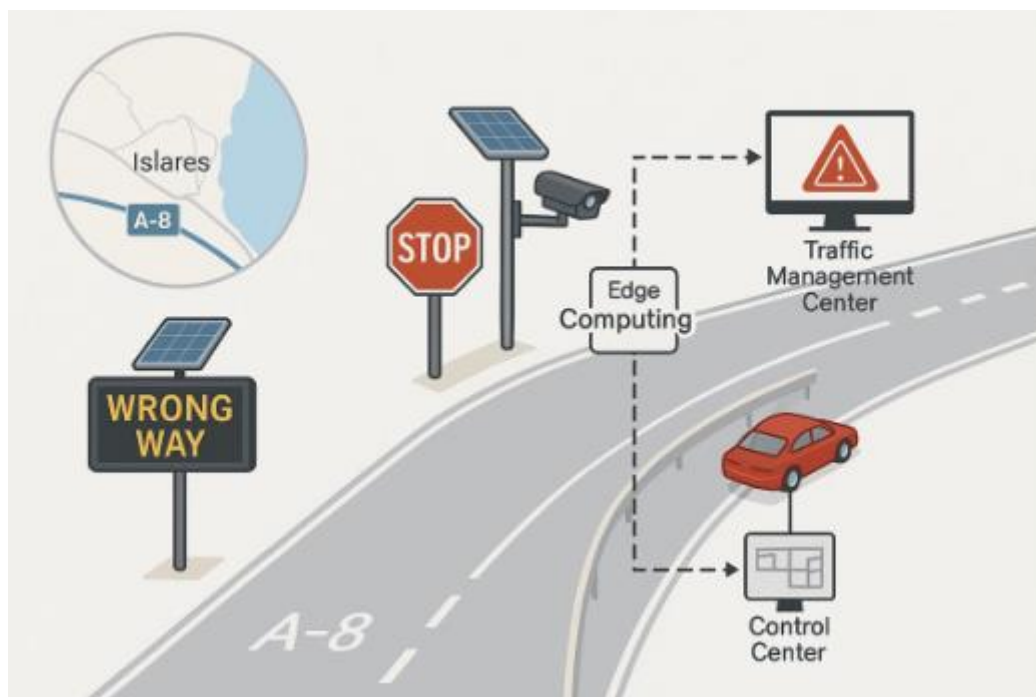 Islares
A-8
STOP
WRONG
WAY
Edge
Computing
Traffic
Management
Center
A-8
Control
Center